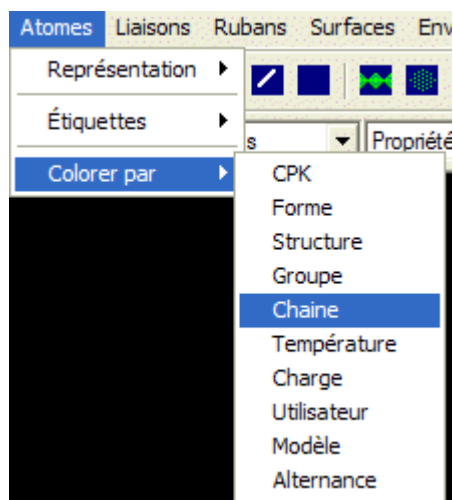 Atomes Liaisons Rubans Surfaces Env
Représentation
Étiquettes
s Propriété
Colorer par
CPK
Forme
Structure
Groupe
Chaine
Température
Charge
Utilisateur
Modèle
Alternance